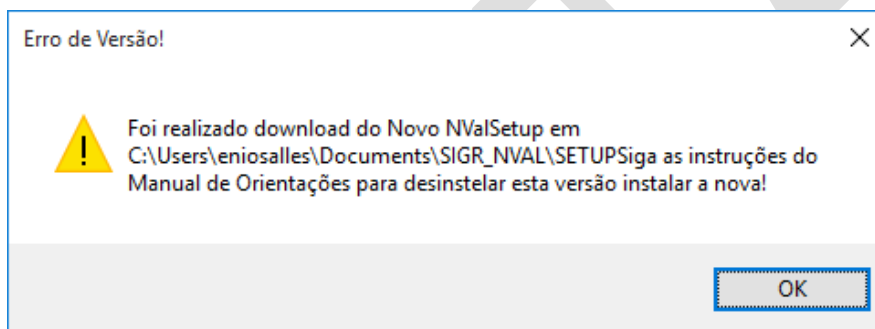 Erro de Versão!
Foi realizado download do Novo NValSetup em
C:\Users\eniosalles\Documents\SIGR_NVAL\SETUPSiga as instruções do
Manual de Orientações para desinstelar esta versão instalar a nova!
OK